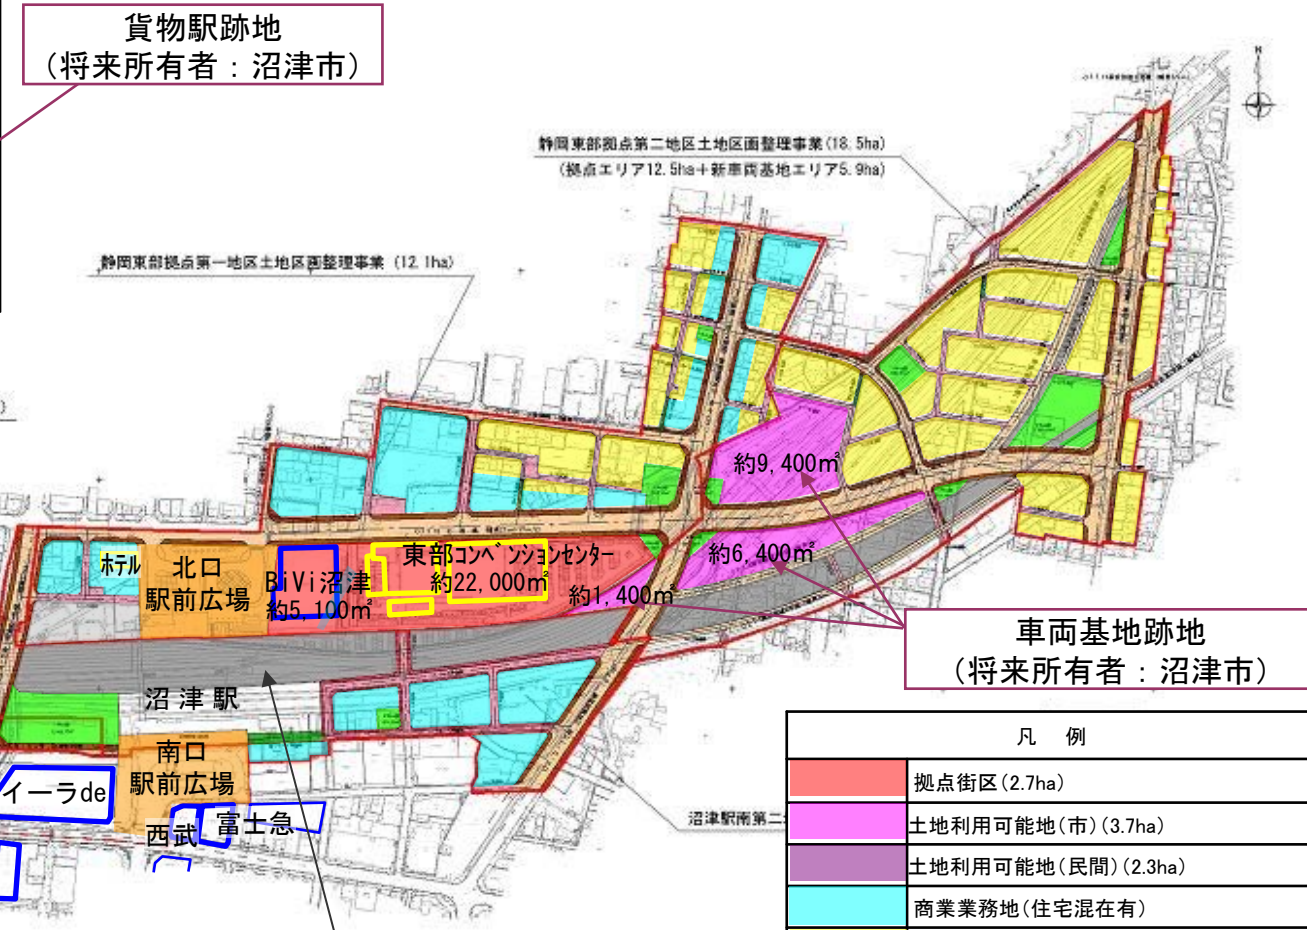 貨物駅跡地
（将来所有者：沼津市）
N
静岡東部拠点第二地区土地区画整理事業(18.5ha)
(拠点エリア12.5ha＋新車両基地エリア5.9ha)
静岡東部拠点第一地区土地区画整理事業 (12.1ha)
)
約9,400㎡
約6,400㎡
約1,400㎡
東部コンベンションセンター
約22,000㎡
BiVi沼津
約5,100㎡
ホテル
北口
駅前広場
車両基地跡地
（将来所有者：沼津市）
沼津駅
南口
駅前広場
イーラde
西武
富士急
沼津駅南第二
凡 例
拠点街区(2.7ha)
土地利用可能地(市)(3.7ha)
土地利用可能地(民間)(2.3ha)
商業業務地(住宅混在有)